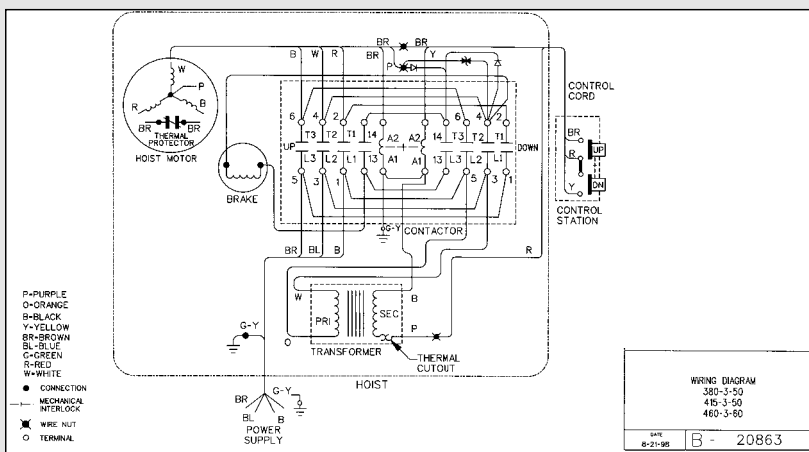 BR BR
B W R Y
W
P
R B
BR BR
THERMAL
PROTECTOR
HOIST MOTOR
P
6 4 2 6 4 2
T3 T2 T1 14 A2 A2 14 T3 T2 T1
UP DOWN
L3 L2 L1 13 A1 A1 13 L3 L2 L1
5 3 1 5 3 1
BRAKE
CONTROL
CORD
BR
R
Y
UP
DN
CONTROL
STATION
G-Y
CONTACTOR
BR BL B
R
W B
PRI SEC
O P
TRANSFORMER
THERMAL
CUTOUT
HOIST
G-Y
G-Y
BR
BL B
POWER
SUPPLY
P-PURPLE
O-ORANGE
B-BLACK
Y-YELLOW
BR-BROWN
BL-BLUE
G-GREEN
R-RED
W-WHITE
CONNECTION
MECHANICAL
INTERLOCK
WIRE NUT
TERMINAL
WIRING DIAGRAM
380-3-50
415-3-50
460-3-60
DATE
8-21-98
B - 20863